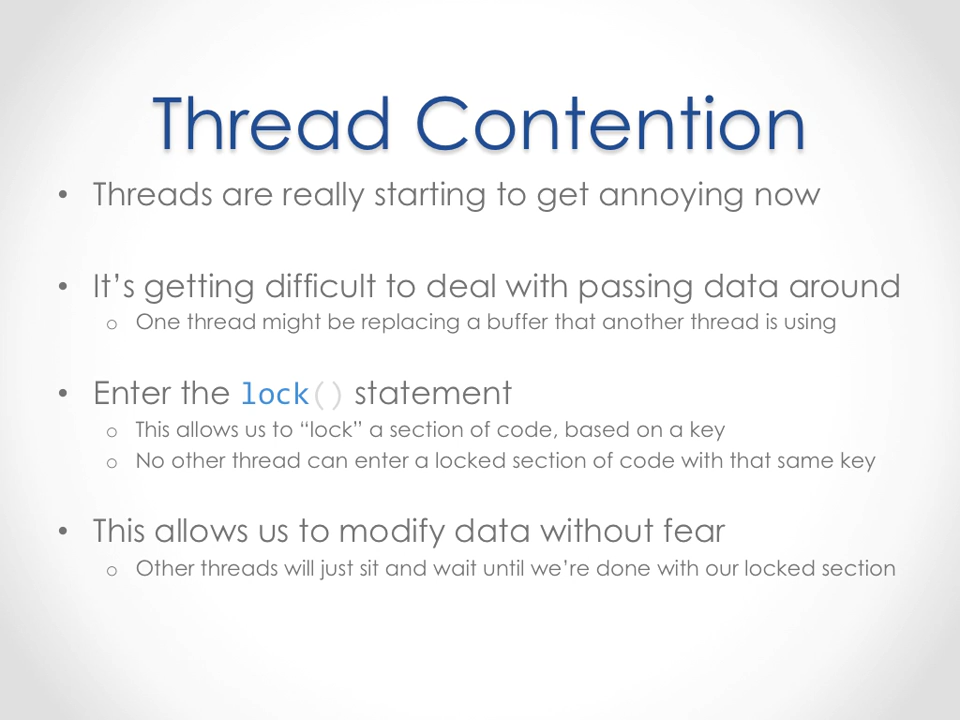 Thread Contention
• Threads are really starting to get annoying now
• It’s getting difficult to deal with passing data around
o One thread might be replacing a buffer that another thread is using
• Enter the lock() statement
o This allows us to “lock” a section of code, based on a key
o No other thread can enter a locked section of code with that same key
• This allows us to modify data without fear
o Other threads will just sit and wait until we’re done with our locked section